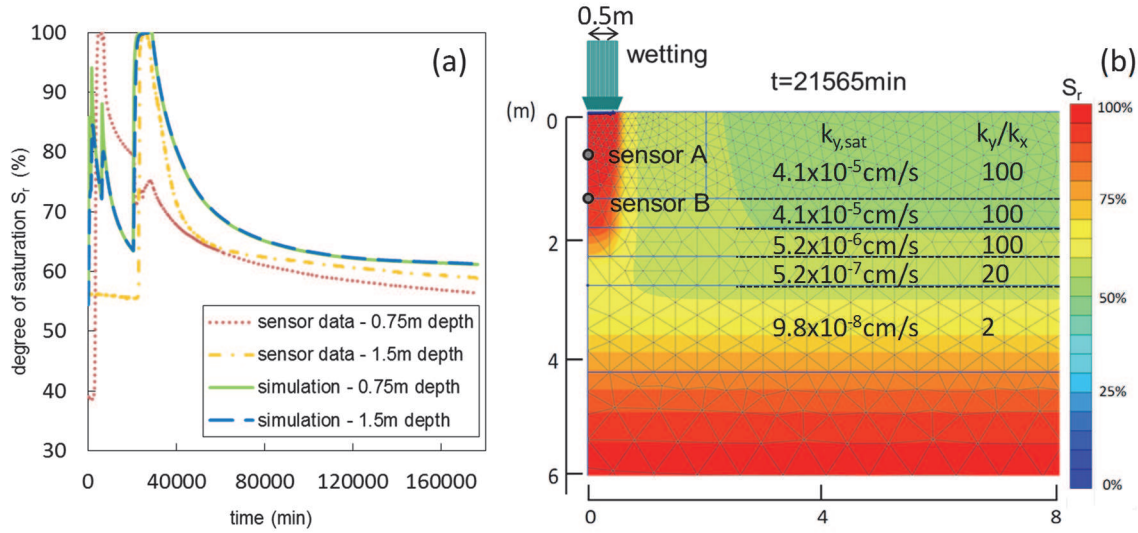 (a)
100
90
80
70
60
50
40
30
degree of saturation Sr (%)
sensor data - 0.75m depth
sensor data - 1.5m depth
simulation - 0.75m depth
simulation - 1.5m depth
0 40000 80000 120000 160000
time (min)
0.5m
wetting
t=21565min
(b)
(m)
0
2
4
6
sensor A
sensor B
ky,sat ky/kx
4.1x10⁻⁵cm/s 100
4.1x10⁻⁵cm/s 100
5.2x10⁻⁶cm/s 100
5.2x10⁻⁷cm/s 20
9.8x10⁻⁸cm/s 2
0 4 8
Sr
100%
75%
50%
25%
0%